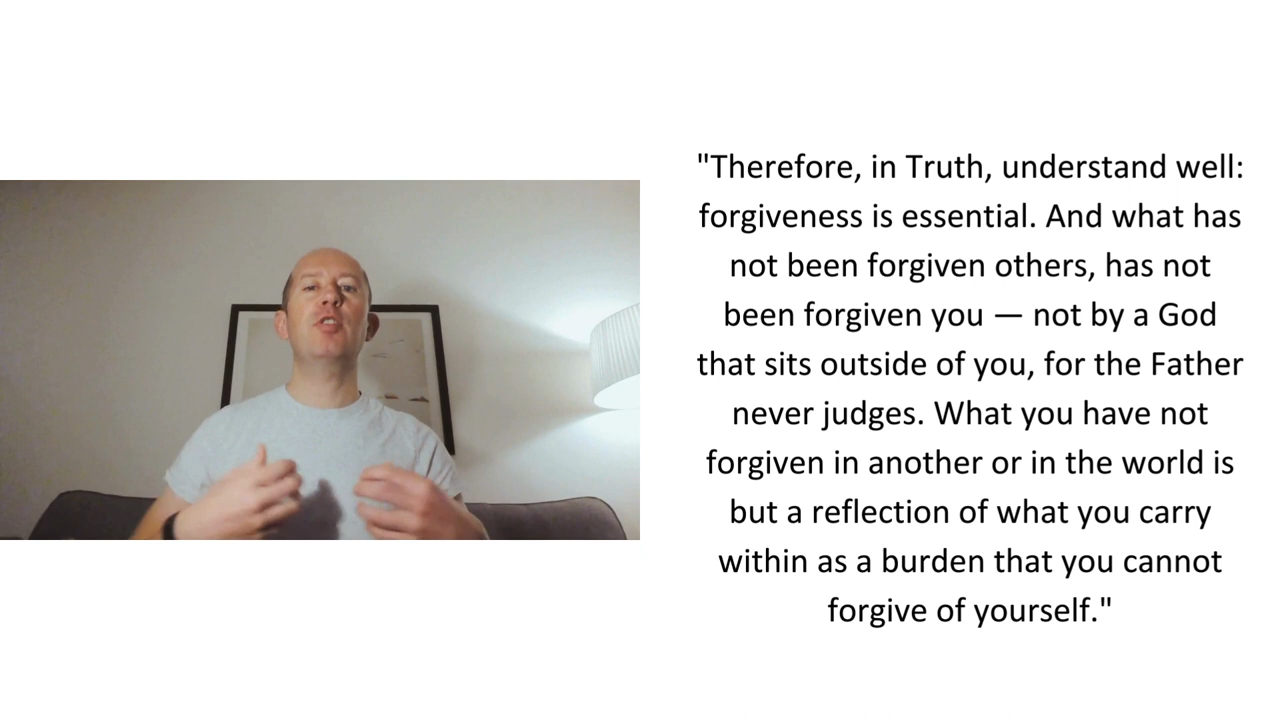 "Therefore, in Truth, understand well:
forgiveness is essential. And what has
not been forgiven others, has not
been forgiven you — not by a God
that sits outside of you, for the Father
never judges. What you have not
forgiven in another or in the world is
but a reflection of what you carry
within as a burden that you cannot
forgive of yourself."